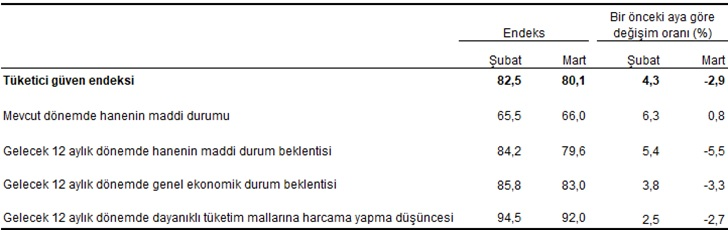 Endeks Bir önceki aya göre
değişim oranı (%)
Şubat Mart Şubat Mart
Tüketici güven endeksi 82,5 80,1 4,3 -2,9
Mevcut dönemde hanenin maddi durumu 65,5 66,0 6,3 0,8
Gelecek 12 aylık dönemde hanenin maddi durum beklentisi 84,2 79,6 5,4 -5,5
Gelecek 12 aylık dönemde genel ekonomik durum beklentisi 85,8 83,0 3,8 -3,3
Gelecek 12 aylık dönemde dayanıklı tüketim mallarına harcama yapma düşüncesi 94,5 92,0 2,5 -2,7